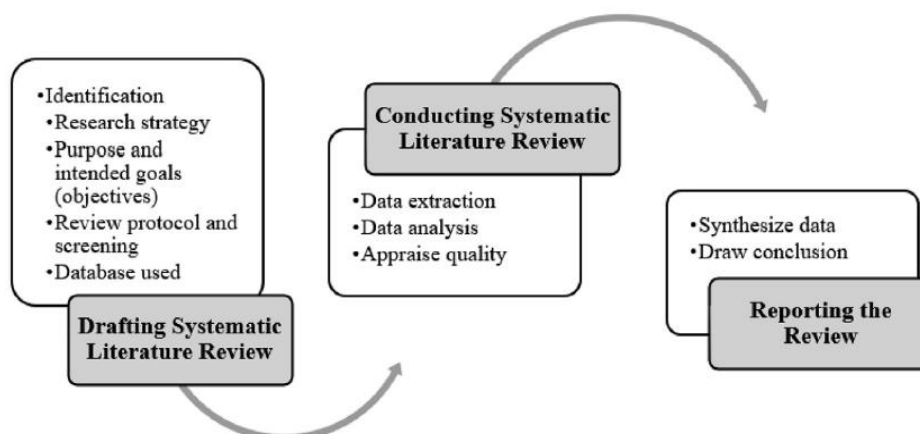 •Identification
•Research strategy
•Purpose and
intended goals
(objectives)
•Review protocol and
screening
•Database used
Drafting Systematic
Literature Review
Conducting Systematic
Literature Review
•Data extraction
•Data analysis
•Appraise quality
•Synthesize data
•Draw conclusion
Reporting the
Review